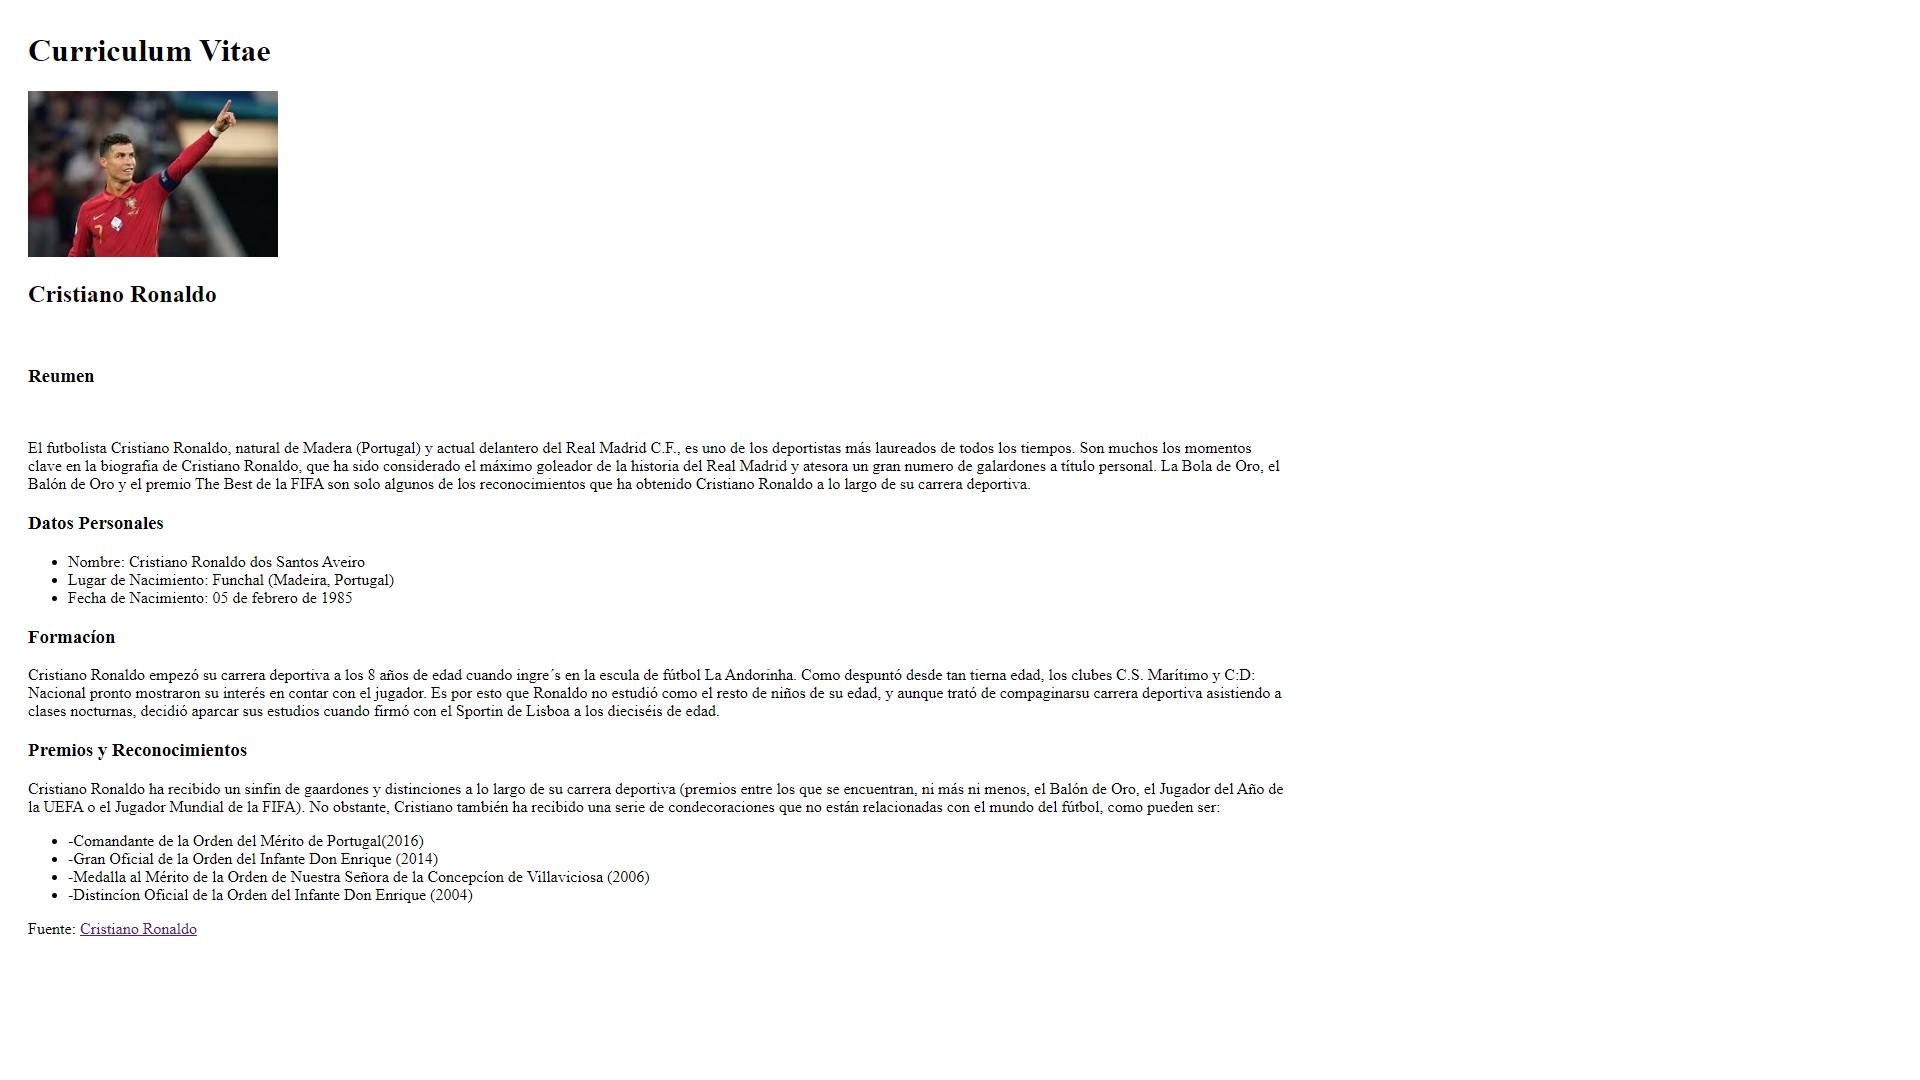 Curriculum Vitae
7
Cristiano Ronaldo
Reumen
El futbolista Cristiano Ronaldo, natural de Madera (Portugal) y actual delantero del Real Madrid C.F., es uno de los deportistas más laureados de todos los tiempos. Son muchos los momentos
clave en la biografía de Cristiano Ronaldo, que ha sido considerado el máximo goleador de la historia del Real Madrid y atesora un gran numero de galardones a título personal. La Bola de Oro, el
Balón de Oro y el premio The Best de la FIFA son solo algunos de los reconocimientos que ha obtenido Cristiano Ronaldo a lo largo de su carrera deportiva.
Datos Personales
• Nombre: Cristiano Ronaldo dos Santos Aveiro
• Lugar de Nacimiento: Funchal (Madeira, Portugal)
• Fecha de Nacimiento: 05 de febrero de 1985
Formacíon
Cristiano Ronaldo empezó su carrera deportiva a los 8 años de edad cuando ingre´s en la escula de fútbol La Andorinha. Como despuntó desde tan tierna edad, los clubes C.S. Marítimo y C:D:
Nacional pronto mostraron su interés en contar con el jugador. Es por esto que Ronaldo no estudió como el resto de niños de su edad, y aunque trató de compaginarsu carrera deportiva asistiendo a
clases nocturnas, decidió aparcar sus estudios cuando firmó con el Sportin de Lisboa a los dieciséis de edad.
Premios y Reconocimientos
Cristiano Ronaldo ha recibido un sinfín de gaardones y distinciones a lo largo de su carrera deportiva (premios entre los que se encuentran, ni más ni menos, el Balón de Oro, el Jugador del Año de
la UEFA o el Jugador Mundial de la FIFA). No obstante, Cristiano también ha recibido una serie de condecoraciones que no están relacionadas con el mundo del fútbol, como pueden ser:
• -Comandante de la Orden del Mérito de Portugal(2016)
• -Gran Oficial de la Orden del Infante Don Enrique (2014)
• -Medalla al Mérito de la Orden de Nuestra Señora de la Concepcíon de Villaviciosa (2006)
• -Distincíon Oficial de la Orden del Infante Don Enrique (2004)
Fuente: Cristiano Ronaldo